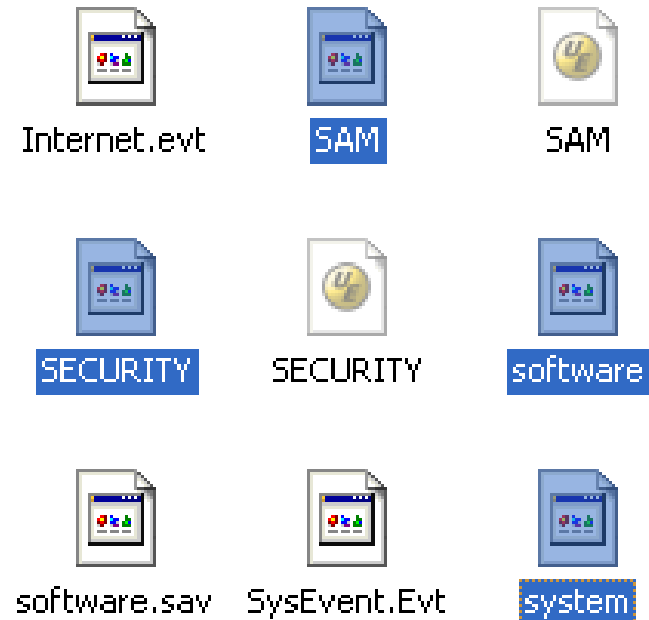 Internet.evt
SAM
SAM
SECURITY
SECURITY
software
software.sav
SysEvent.Evt
system